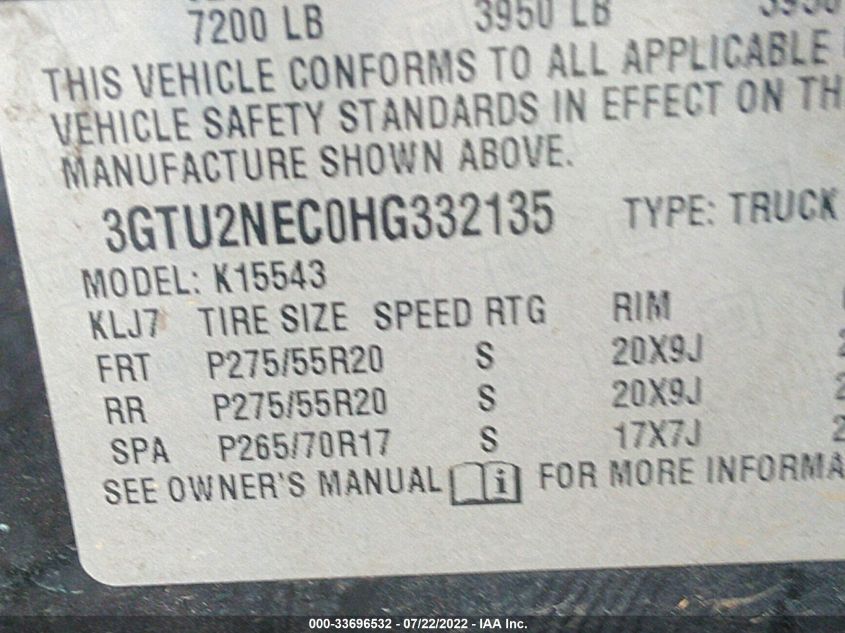 7200 LB 3950 LB
THIS VEHICLE CONFORMS TO ALL APPLICABLE
VEHICLE SAFETY STANDARDS IN EFFECT ON TH
MANUFACTURE SHOWN ABOVE.
3GTU2NEC0HG332135 TYPE: TRUCK
MODEL: K15543
KLJ7 TIRE SIZE SPEED RTG RIM
FRT P275/55R20 S 20X9J
RR P275/55R20 S 20X9J
SPA P265/70R17 S 17X7J
SEE OWNER'S MANUAL i FOR MORE INFORMA
000-33696532 - 07/22/2022 - IAA Inc.